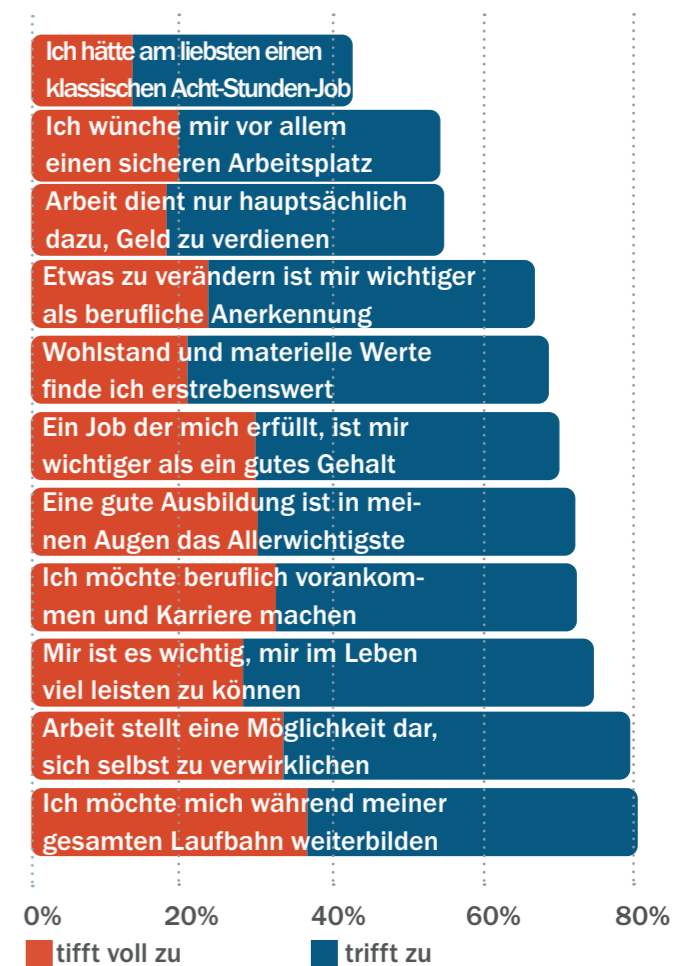 Ich hätte am liebsten einen
klassischen Acht-Stunden-Job
Ich wünche mir vor allem
einen sicheren Arbeitsplatz
Arbeit dient nur hauptsächlich
dazu, Geld zu verdienen
Etwas zu verändern ist mir wichtiger
als berufliche Anerkennung
Wohlstand und materielle Werte
finde ich erstrebenswert
Ein Job der mich erfüllt, ist mir
wichtiger als ein gutes Gehalt
Eine gute Ausbildung ist in mei-
nen Augen das Allerwichtigste
Ich möchte beruflich vorankom-
men und Karriere machen
Mir ist es wichtig, mir im Leben
viel leisten zu können
Arbeit stellt eine Möglichkeit dar,
sich selbst zu verwirklichen
Ich möchte mich während meiner
gesamten Laufbahn weiterbilden
0% 20% 40% 60% 80%
tifft voll zu trifft zu